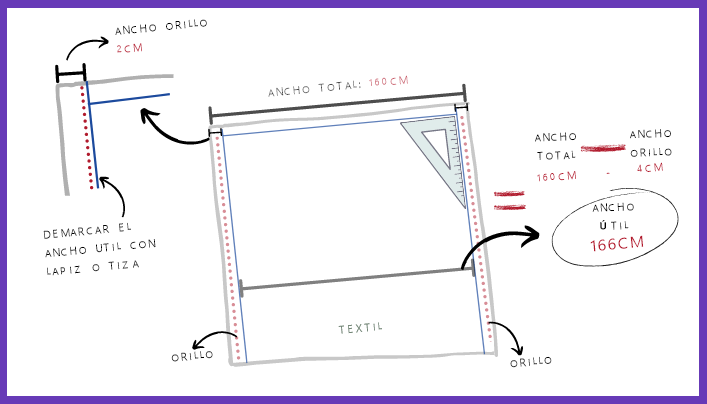 ANCHO ORILLO
2CM
ANCHO TOTAL: 160CM
DEMARCAR EL
ANCHO UTIL CON
LAPIZ O TIZA
TEXTIL
ORILLO
ORILLO
ANCHO
TOTAL
160CM
-
ANCHO
ORILLO
4CM
ANCHO
ÚTIL
166CM